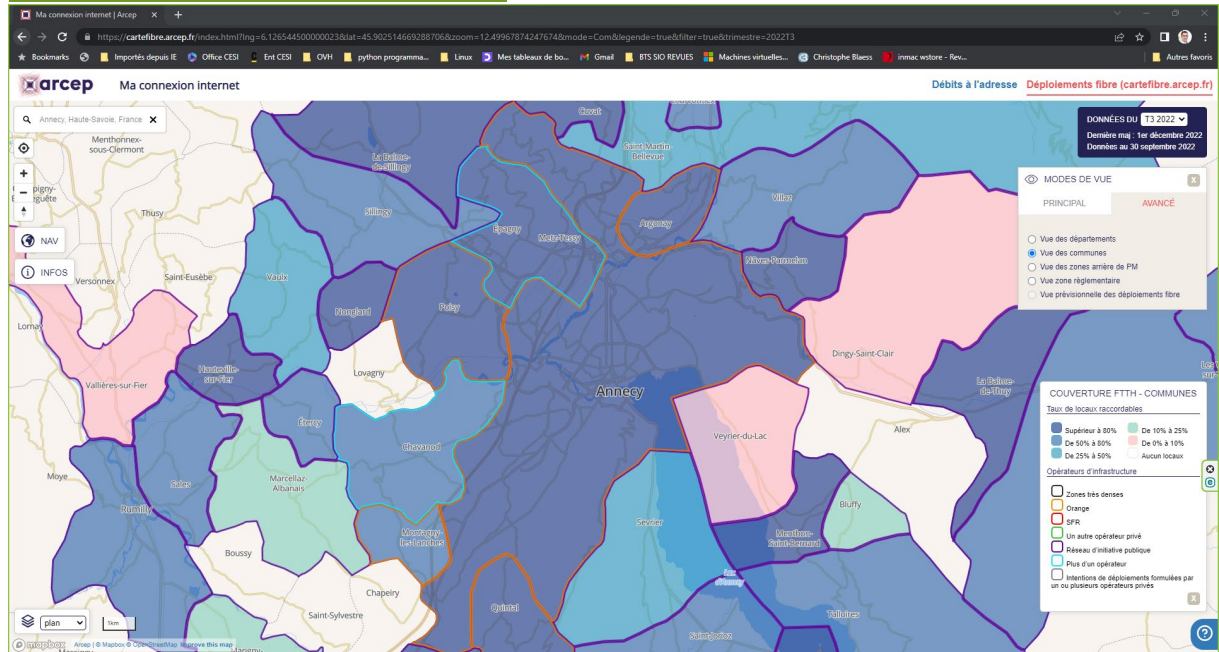 Ma connexion internet | Arcep
https://cartefibre.arcep.fr/index.html?lng=6.126544500000023&lat=45.902514669288706&zoom=12.49967874247674&mode=Com&legende=true&filter=true&trimestre=2022T3
Bookmarks
Importés depuis IE
Office CESI
Ent CESI
OVH
python programma...
Linux
Mes tableaux de bo...
Gmail
BTS SIO REVUES
Machines virtuelles...
Christophe Blaess
inmac wstore - Rev...
Autres favoris
arcep
Ma connexion internet
Débits à l'adresse
Déploiements fibre (cartefibre.arcep.fr)
Annecy, Haute-Savoie, France
DONNÉES DU T3 2022
Dernière maj : 1er décembre 2022
Données au 30 septembre 2022
NAV
INFOS
MODES DE VUE
X
PRINCIPAL
AVANCÉ
Vue des départements
Vue des communes
Vue des zones arrière de PM
Vue zone règlementaire
Vue prévisionnelle des déploiements fibre
Menthonnex-
sous-Clermont
Thusy
Versonnex
Saint-Eusèbe
Lornay
Vallières-sur-Fier
Hauteville-
sur-Fier
Vaulx
La Balme-
de-Sillingy
Sillingy
Cuvat
Saint-Martin-
Bellevue
Villaz
Épagny
Metz-Tessy
Argonay
Nâves-Parmelan
Nonglard
Poisy
Lovagny
Dingy-Saint-Clair
La Balme-
de-Thuy
Annecy
Étercy
Chavanod
Veyrier-du-Lac
Alex
Moye
Sales
Rumilly
Marcellaz-
Albanais
Boussy
Montagny-
les-Lanches
Sevrier
Menthon-
Saint-Bernard
Bluffy
Chapeiry
Saint-Sylvestre
Quintal
Lac
d'Annecy
Saint-Jorioz
Talloires
COUVERTURE FTTH - COMMUNES
Taux de locaux raccordables
Supérieur à 80%
De 10% à 25%
De 50% à 80%
De 0% à 10%
De 25% à 50%
Aucun locaux
Opérateurs d'infrastructure
Zones très denses
Orange
SFR
Un autre opérateur privé
Réseau d'initiative publique
Plus d'un opérateur
Intentions de déploiements formulées par
un ou plusieurs opérateurs privés
X
plan
1km
mapbox
Arcep | © Mapbox © OpenStreetMap Improve this map